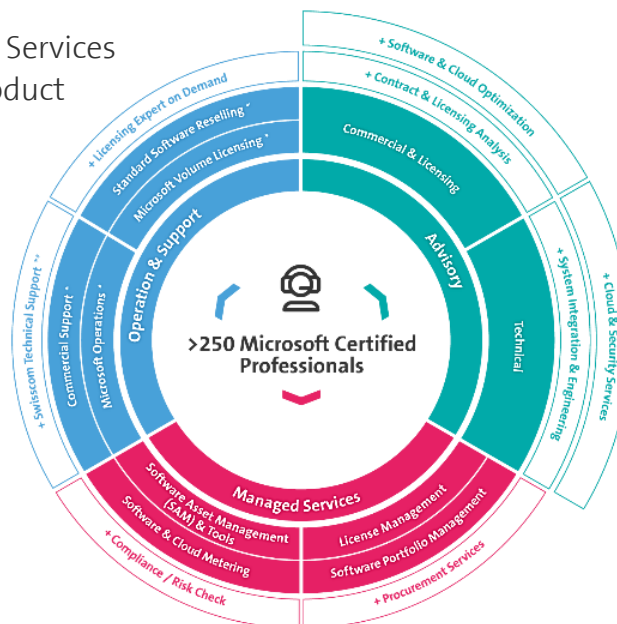 Services
oduct
+ Software & Cloud Optimization
+ Contract & Licensing Analysis
Commercial & Licensing
Advisory
Technical
+ System Integration & Engineering
+ Cloud & Security Services
+ Licensing Expert on Demand
Standard Software Reselling *
Microsoft Volume Licensing *
Operation & Support
Microsoft Operations *
Commercial Support *
+ Swisscom Technical Support **
>250 Microsoft Certified
Professionals
Managed Services
Software Asset Management
(SAM) & Tools
Software & Cloud Metering
+ Compliance / Risk Check
License Management
Software Portfolio Management
+ Procurement Services